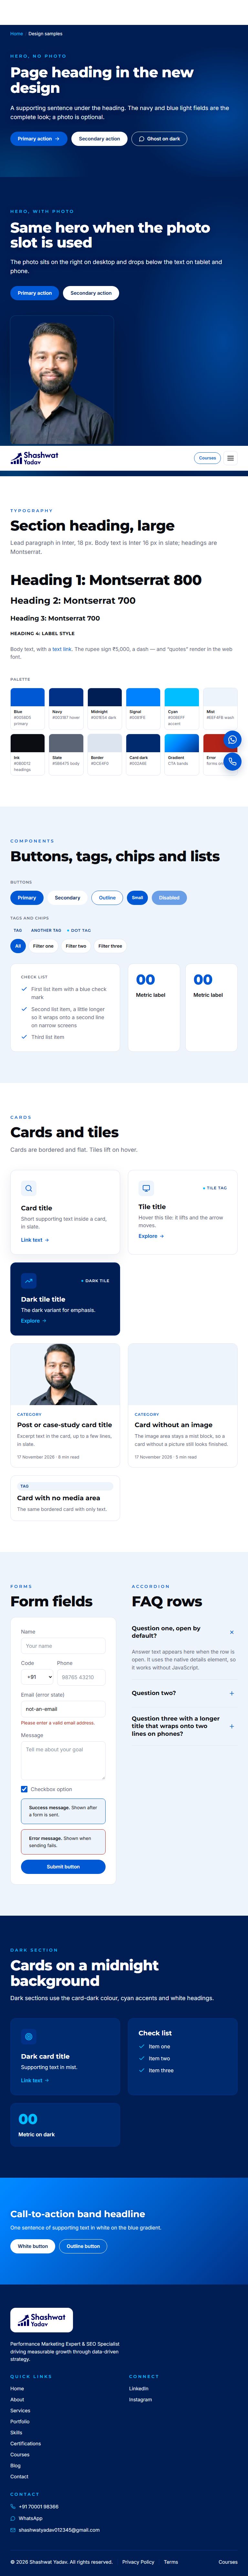 Home / Design samples
HERO, NO PHOTO
Page heading in the new
design
A supporting sentence under the heading. The navy and blue light fields are the
complete look; a photo is optional.
Primary action →
Secondary action
Ghost on dark
HERO, WITH PHOTO
Same hero when the photo
slot is used
The photo sits on the right on desktop and drops below the text on tablet and
phone.
Primary action
Secondary action
Shashwat
Yadav
Courses
TYPOGRAPHY
Section heading, large
Lead paragraph in Inter, 18 px. Body text is Inter 16 px in slate; headings are
Montserrat.
Heading 1: Montserrat 800
Heading 2: Montserrat 700
Heading 3: Montserrat 700
HEADING 4: LABEL STYLE
Body text, with a text link. The rupee sign ₹5,000, a dash — and “quotes” render in the web
font.
PALETTE
Blue
Navy
Midnight
Signal
Cyan
accent
Mist
Ink
headings
Slate
Border
Card dark
Gradient
CTA bands
Error
COMPONENTS
Buttons, tags, chips and lists
BUTTONS
Primary
Secondary
Outline
Small
Disabled
TAGS AND CHIPS
TAG
ANOTHER TAG
DOT TAG
All
Filter one
Filter two
Filter three
CHECK LIST
First list item with a blue check
mark
Second list item, a little longer
so it wraps onto a second line
on narrow screens
Third list item
00
Metric label
00
Metric label
CARDS
Cards and tiles
Cards are bordered and flat. Tiles lift on hover.
Card title
Short supporting text inside a card,
in slate.
Link text →
TILE TAG
Tile title
Hover this tile: it lifts and the arrow
moves.
Explore →
DARK TILE
Dark tile title
The dark variant for emphasis.
Explore →
CATEGORY
Post or case-study card title
Excerpt text in the card, up to a few lines,
in slate.
17 November 2026 · 8 min read
CATEGORY
Card without an image
The image area stays a mist block, so a
card without a picture still looks finished.
17 November 2026 · 5 min read
TAG
Card with no media area
The same bordered card with only text.
FORMS
Form fields
Name
Your name
Code
Phone
+91
98765 43210
Email (error state)
not-an-email
Please enter a valid email address.
Message
Tell me about your goal
Checkbox option
Success message. Shown after
a form is sent.
Error message. Shown when
sending fails.
Submit button
ACCORDION
FAQ rows
Question one, open by
default?
Answer text appears here when the row is
open. It uses the native details element, so
it works without JavaScript.
Question two?
Question three with a longer
title that wraps onto two
lines on phones?
DARK SECTION
Cards on a midnight
background
Dark sections use the card-dark colour, cyan accents and white headings.
Dark card title
Supporting text in mist.
Link text →
Check list
Item one
Item two
Item three
00
Metric on dark
Call-to-action band headline
One sentence of supporting text in white on the blue gradient.
White button
Outline button
Shashwat
Yadav
Performance Marketing Expert & SEO Specialist
driving measurable growth through data-driven
strategy.
QUICK LINKS
Home
About
Services
Portfolio
Skills
Certifications
Courses
Blog
Contact
CONNECT
LinkedIn
Instagram
CONTACT
+91 70001 98366
WhatsApp
shashwatyadav012345@gmail.com
© 2026 Shashwat Yadav. All rights reserved.
Privacy Policy
Terms
Courses